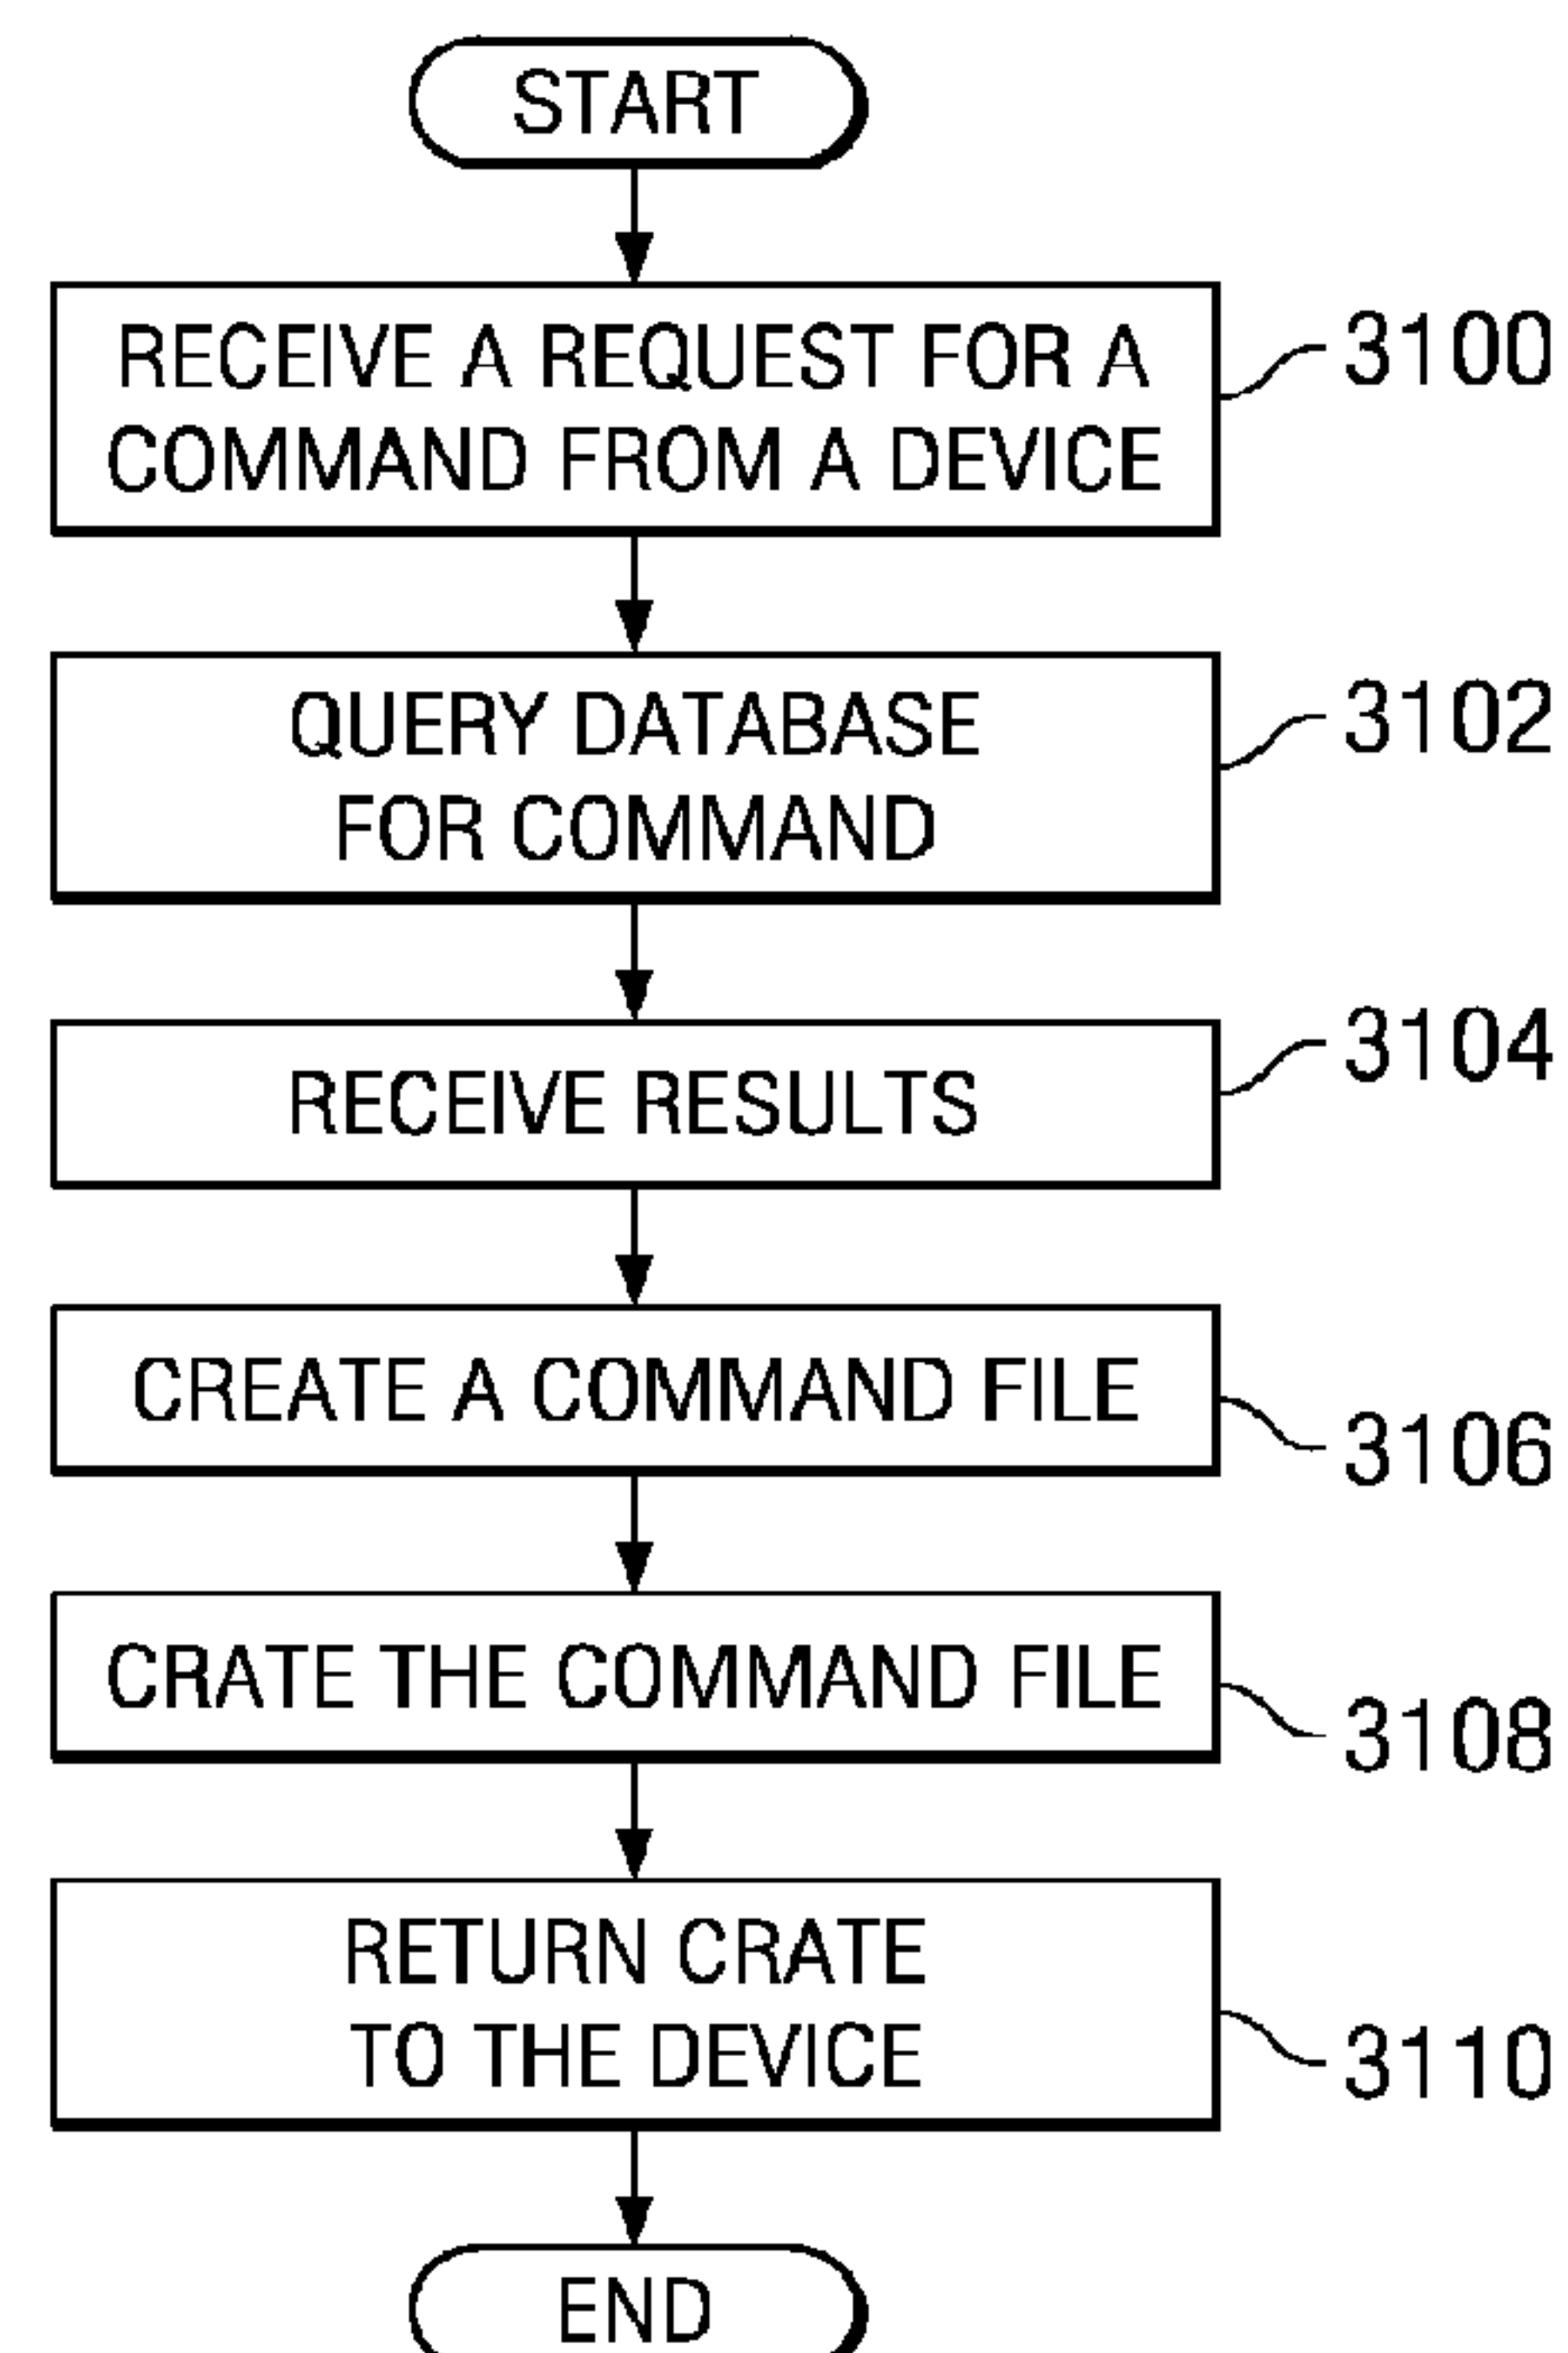 START
RECEIVE A REQUEST FOR A
COMMAND FROM A DEVICE
3100
QUERY DATABASE
FOR COMMAND
3102
RECEIVE RESULTS
3104
CREATE A COMMAND FILE
3106
CRATE THE COMMAND FILE
3108
RETURN CRATE
TO THE DEVICE
3110
END